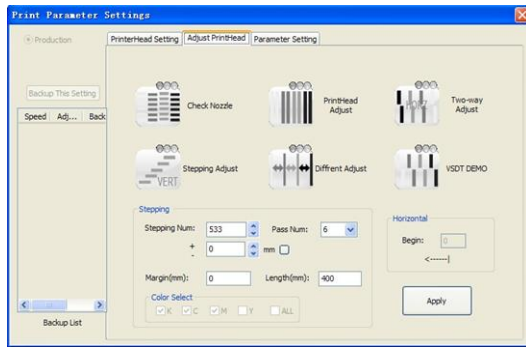 Print Parameter Settings
Production
PrinterHead Setting
Adjust PrintHead
Parameter Setting
Backup This Setting
Speed Adj... Back
Check Nozzle
PrintHead
Adjust
HORZ
Two-way
Adjust
VERT
Stepping Adjust
Diffrent Adjust
VSDT DEMO
Stepping
Stepping Num: 533
Pass Num: 6
+
-
0
mm
Margin(mm): 0
Length(mm): 400
Color Select
K C M Y ALL
Horizontal
Begin: 0
<------|
Apply
Backup List